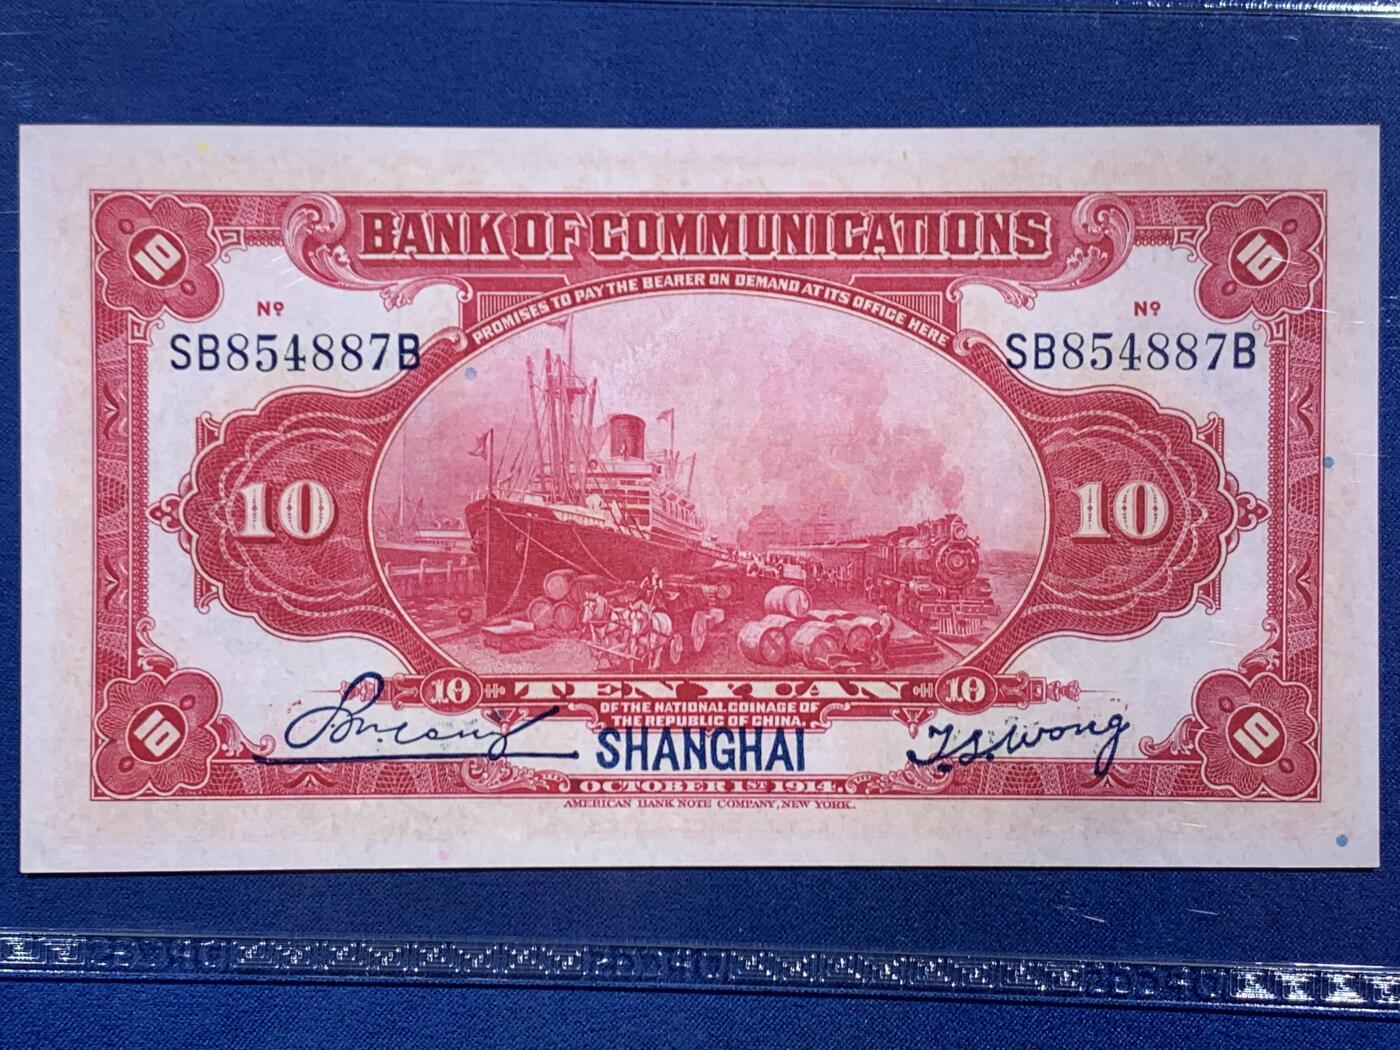 BANK OF COMMUNICATIONS
PROMISES TO PAY THE BEARER ON DEMAND AT ITS OFFICE HERE
10 10
Nº Nº
SB854887B SB854887B
10 10
10 TEN YUAN 10
OF THE NATIONAL COINAGE OF
THE REPUBLIC OF CHINA.
SHANGHAI
T.S. Wong
10 10
OCTOBER 1ST 1914.
AMERICAN BANK NOTE COMPANY, NEW YORK.